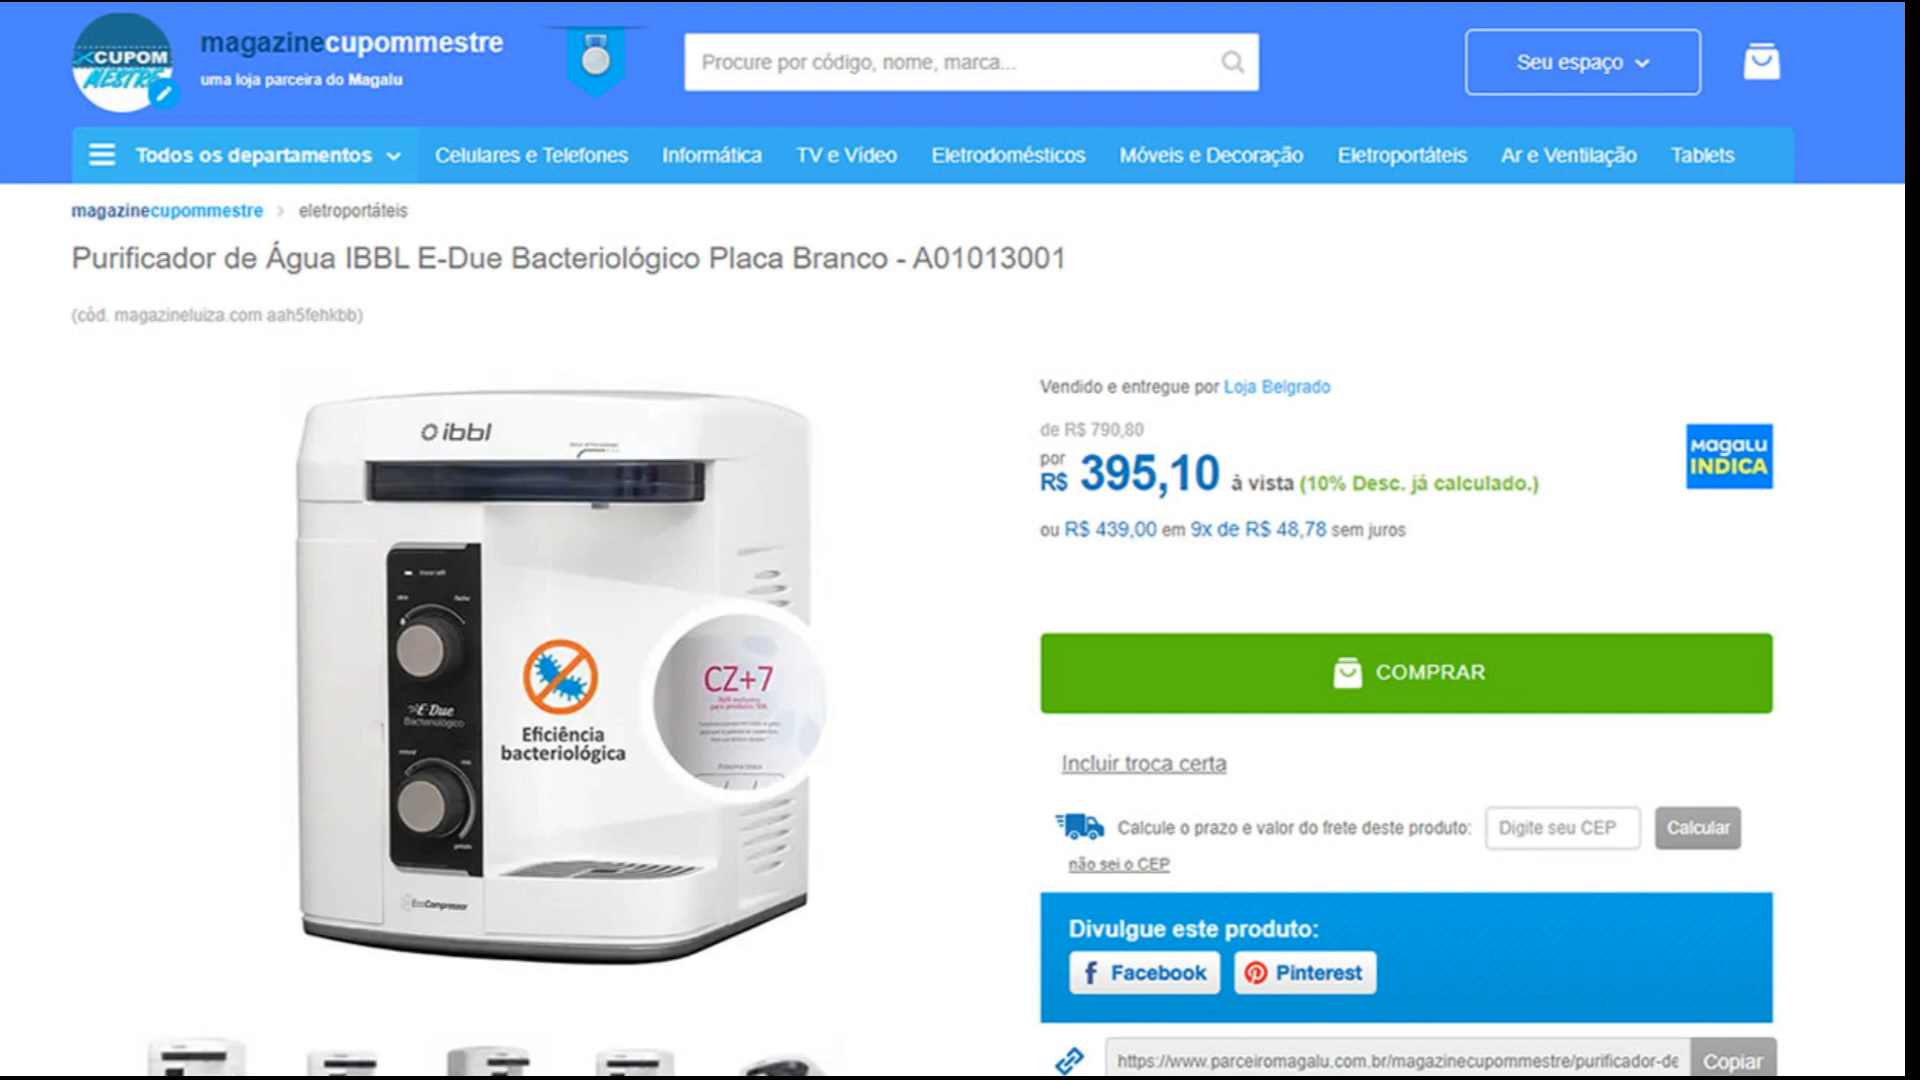 CUPOM
MESTRE
magazinecupommestre
uma loja parceira do Magalu
Procure por código, nome, marca...
Seu espaço
Todos os departamentos
Celulares e Telefones
Informática
TV e Vídeo
Eletrodomésticos
Móveis e Decoração
Eletroportáteis
Ar e Ventilação
Tablets
magazinecupommestre > eletroportáteis
Purificador de Água IBBL E-Due Bacteriológico Placa Branco - A01013001
(cód. magazineluiza.com aah5fehkbb)
ibbl
E-Due
Bacteriológico
Eficiência
bacteriológica
CZ+7
EcoCompressor
Vendido e entregue por Loja Belgrado
de R$ 790,80
por
R$ 395,10 à vista (10% Desc. já calculado.)
ou R$ 439,00 em 9x de R$ 48,78 sem juros
Magalu
INDICA
COMPRAR
Incluir troca certa
Calcule o prazo e valor do frete deste produto:
Digite seu CEP
Calcular
não sei o CEP
Divulgue este produto:
Facebook
Pinterest
https://www.parceiromagalu.com.br/magazinecupommestre/purificador-de
Copiar